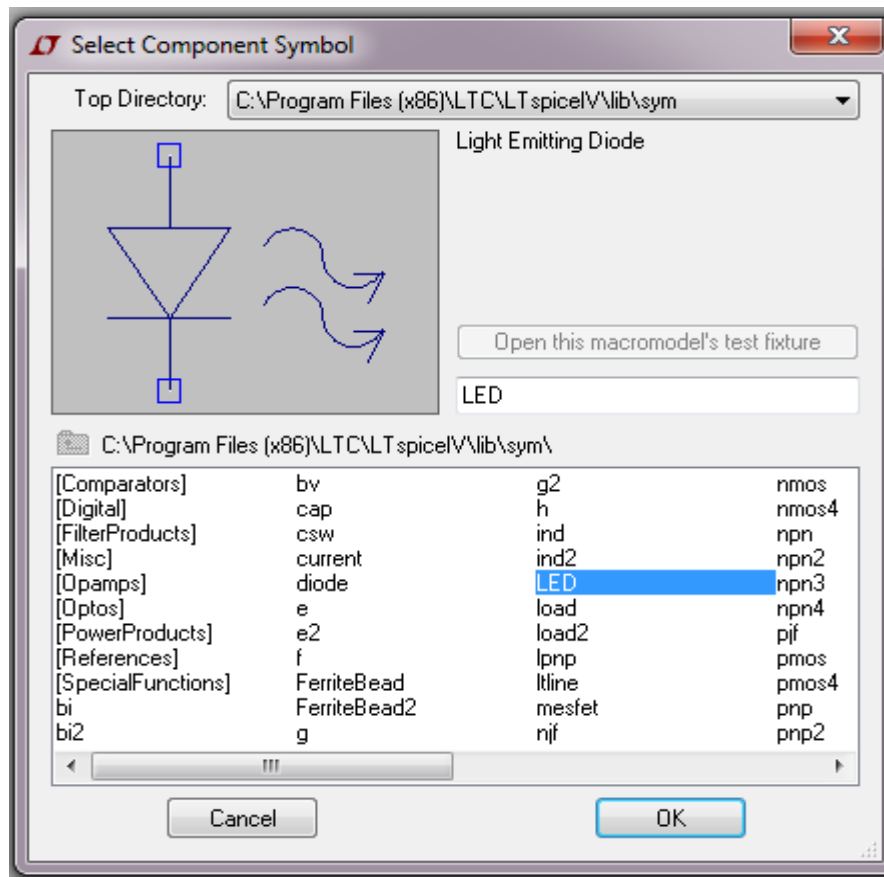 Select Component Symbol
Top Directory: C:\Program Files (x86)\LTC\LTspiceIV\lib\sym
Light Emitting Diode
Open this macromodel's test fixture
LED
C:\Program Files (x86)\LTC\LTspiceIV\lib\sym\
[Comparators] bv g2 nmos
[Digital] cap h nmos4
[FilterProducts] csw ind npn
[Misc] current ind2 npn2
[Opamps] diode LED npn3
[Optos] e load npn4
[PowerProducts] e2 load2 pjf
[References] f lpnp pmos
[SpecialFunctions] FerriteBead ltline pmos4
bi FerriteBead2 mesfet pnp
bi2 g njf pnp2
Cancel OK